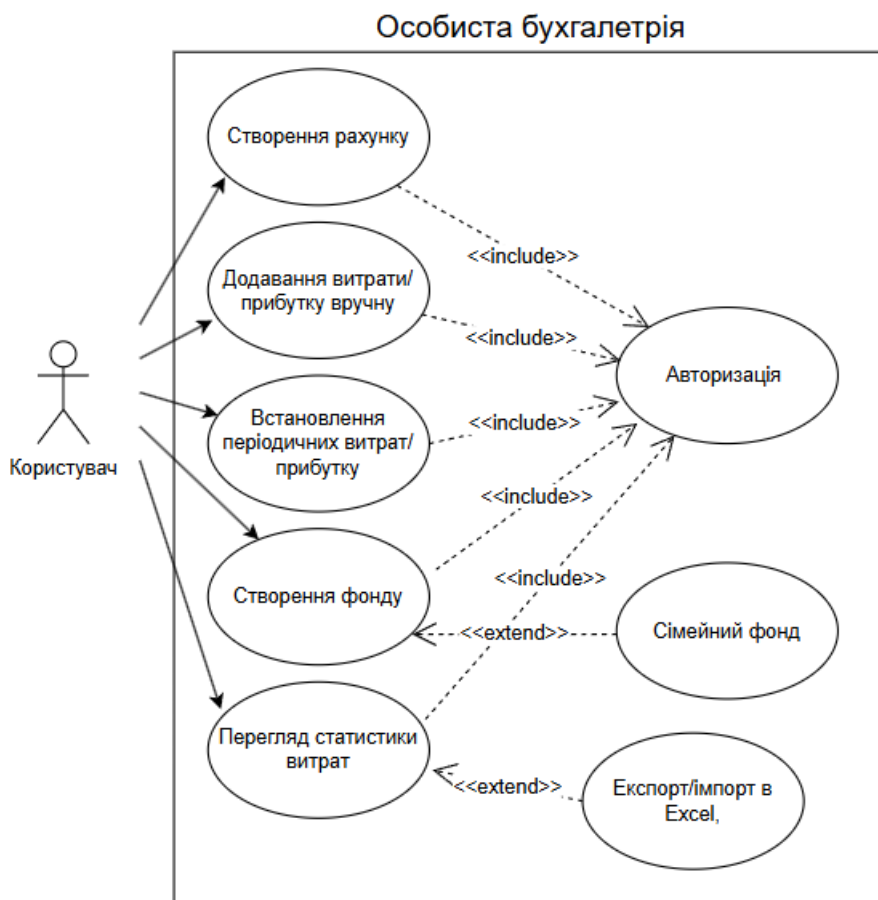 Особиста бухгалетрія
Створення рахунку
<<include>>
Додавання витрати/
прибутку вручну
<<include>>
Авторизація
Встановлення
періодичних витрат/
прибутку
<<include>>
Користувач
<<include>>
Створення фонду
<<include>>
<<extend>>
Сімейний фонд
Перегляд статистики
витрат
<<extend>>
Експорт/імпорт в
Excel,